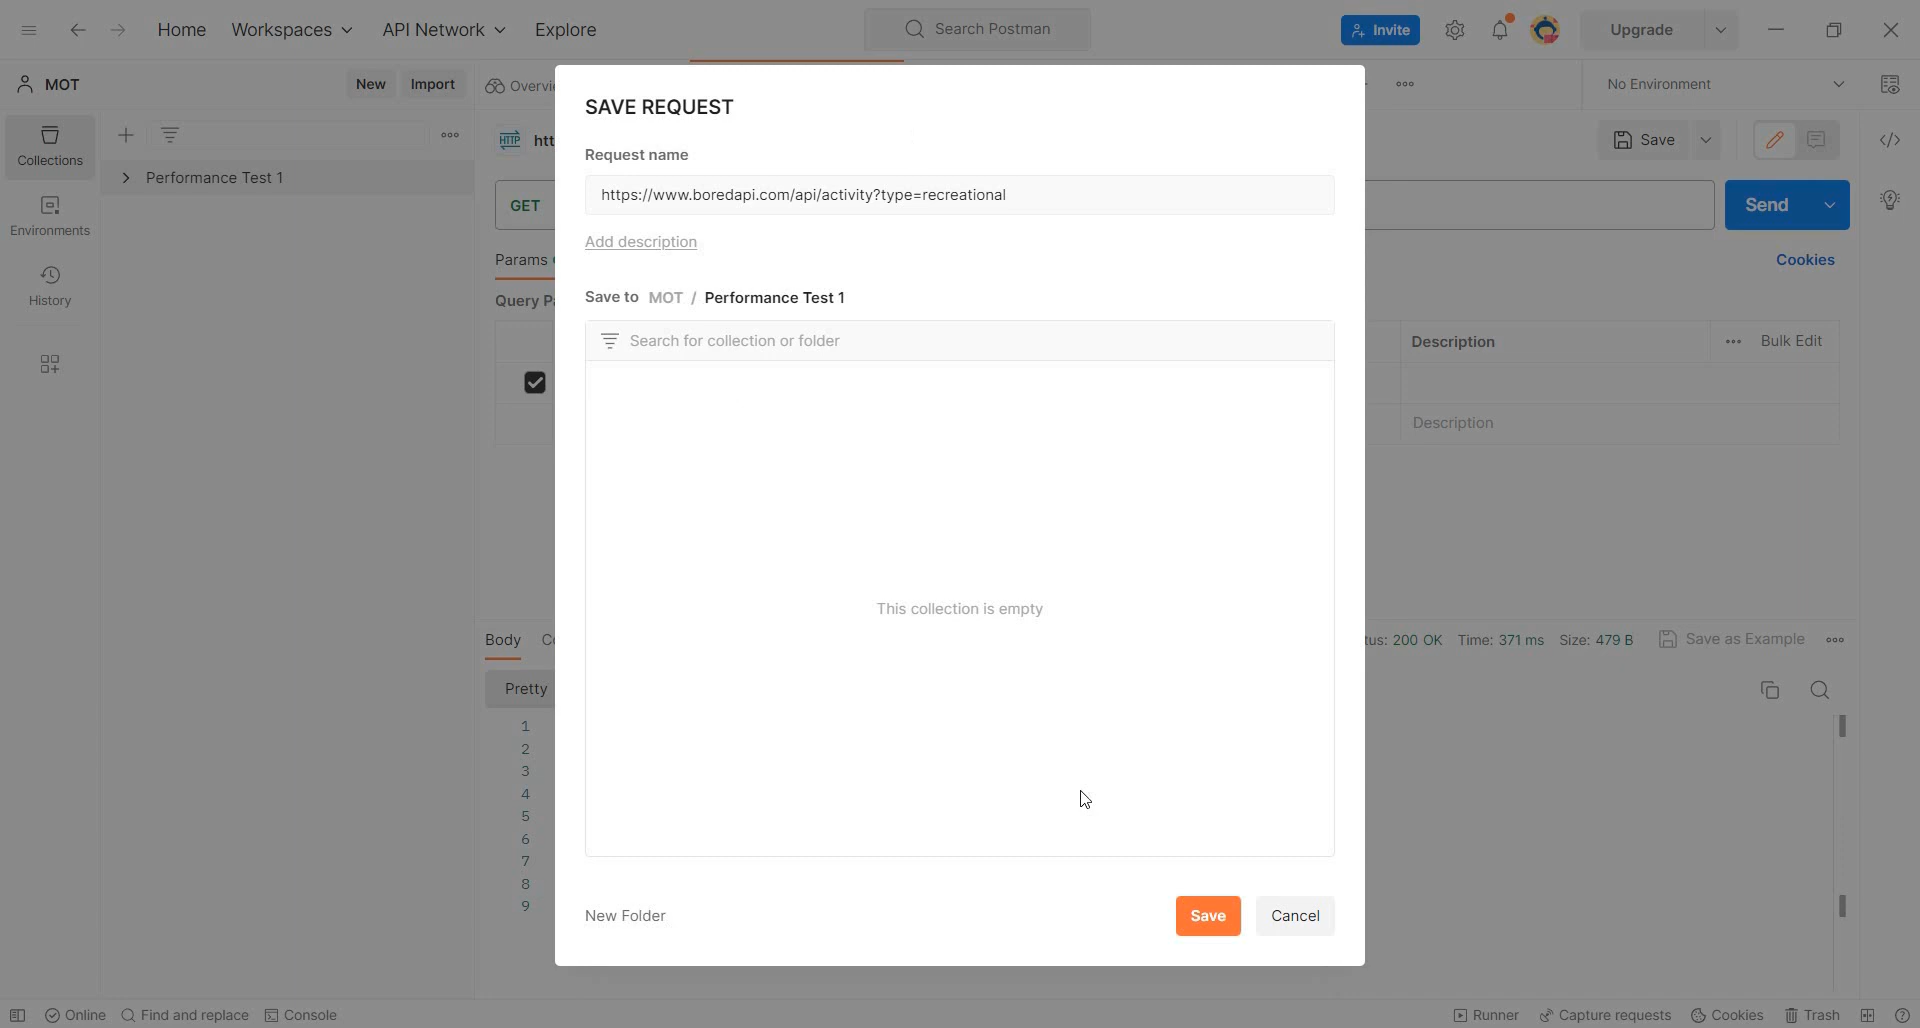 Home Workspaces API Network Explore Search Postman Invite Upgrade
MOT New Import Overvie No Environment
Collections
HTTP htt Save
Performance Test 1
Environments
History
GET Send
Params Cookies
Query Pa
Description Bulk Edit
Description
SAVE REQUEST
Request name
https://www.boredapi.com/api/activity?type=recreational
Add description
Save to MOT / Performance Test 1
Search for collection or folder
This collection is empty
New Folder Save Cancel
Body Co tus: 200 OK Time: 371 ms Size: 479 B Save as Example
Pretty
1
2
3
4
5
6
7
8
9
Online Find and replace Console Runner Capture requests Cookies Trash